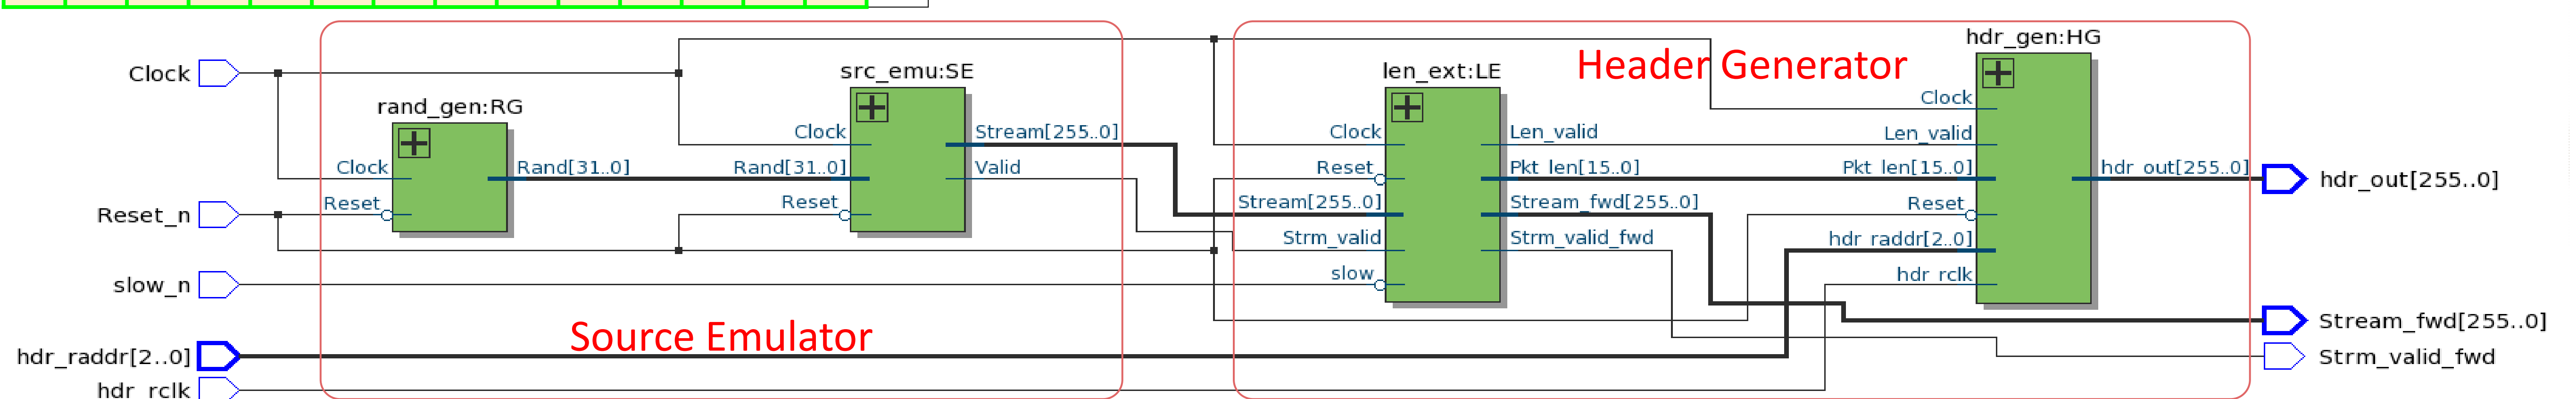 hdr_gen:HG
Header Generator
src_emu:SE
len_ext:LE
Clock
rand_gen:RG
Clock
Clock
Stream[255..0]
Clock
Len_valid
Len_valid
Clock
Rand[31..0]
Rand[31..0]
Valid
Reset
Pkt_len[15..0]
Pkt_len[15..0]
hdr_out[255..0]
hdr_out[255..0]
Reset_n
Reset
Reset
Stream[255..0]
Stream_fwd[255..0]
Reset
Strm_valid
Strm_valid_fwd
hdr_raddr[2..0]
slow_n
slow
hdr_rclk
Source Emulator
Stream_fwd[255..0]
hdr_raddr[2..0]
Strm_valid_fwd
hdr_rclk